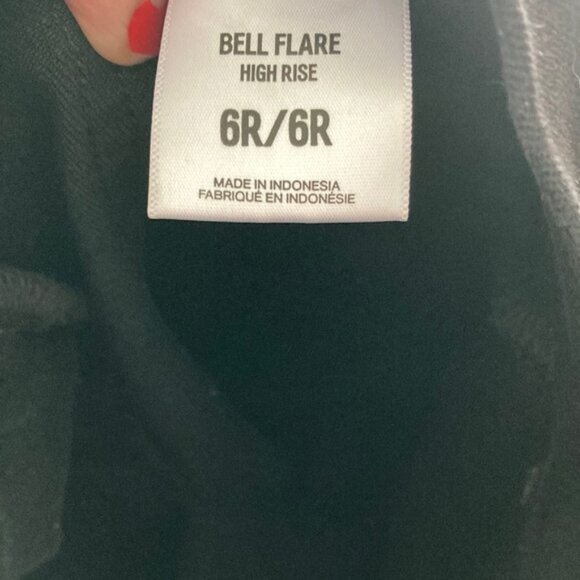 BELL FLARE
HIGH RISE
6R/6R
MADE IN INDONESIA
FABRIQUÉ EN INDONÉSIE